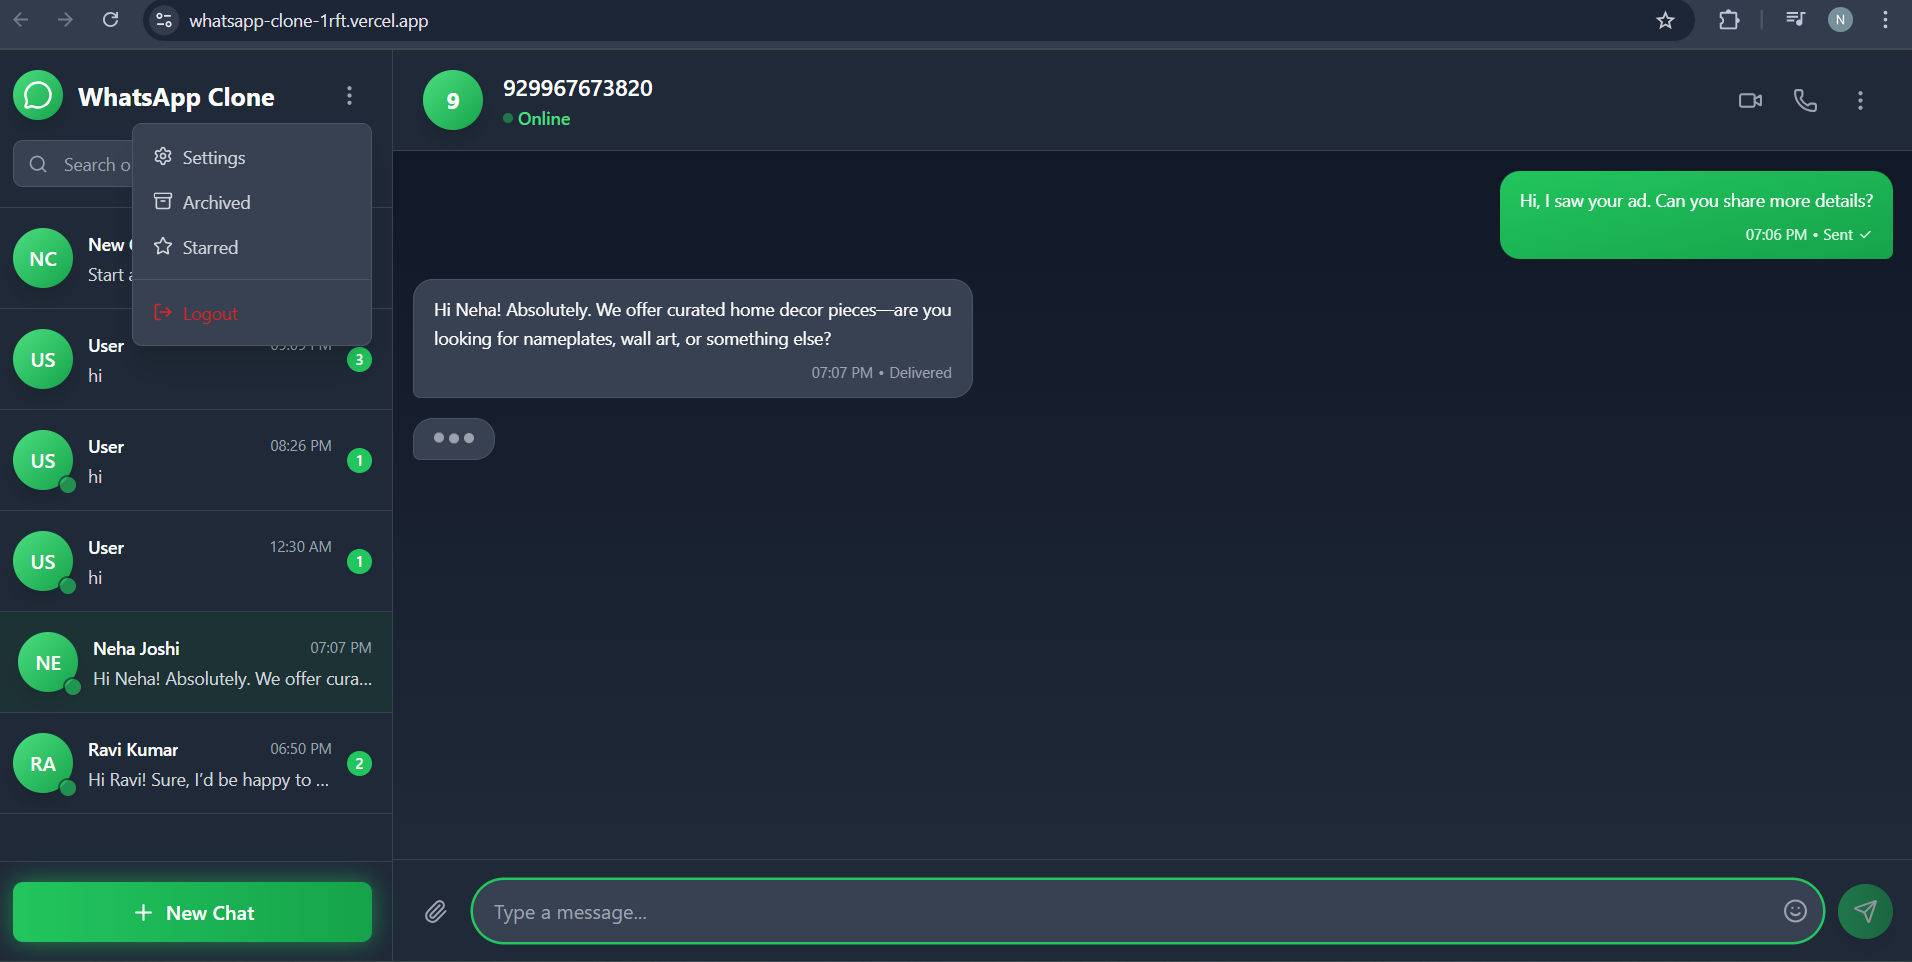 whatsapp-clone-1rft.vercel.app
N
WhatsApp Clone
Search o
Settings
Archived
Starred
Logout
NC
New
Start
US
User
3
hi
US
User
08:26 PM
1
hi
US
User
12:30 AM
1
hi
NE
Neha Joshi
07:07 PM
Hi Neha! Absolutely. We offer cura...
RA
Ravi Kumar
06:50 PM
2
Hi Ravi! Sure, I’d be happy to ...
New Chat
9
929967673820
Online
Hi, I saw your ad. Can you share more details?
07:06 PM • Sent ✓
Hi Neha! Absolutely. We offer curated home decor pieces—are you
looking for nameplates, wall art, or something else?
07:07 PM • Delivered
Type a message...